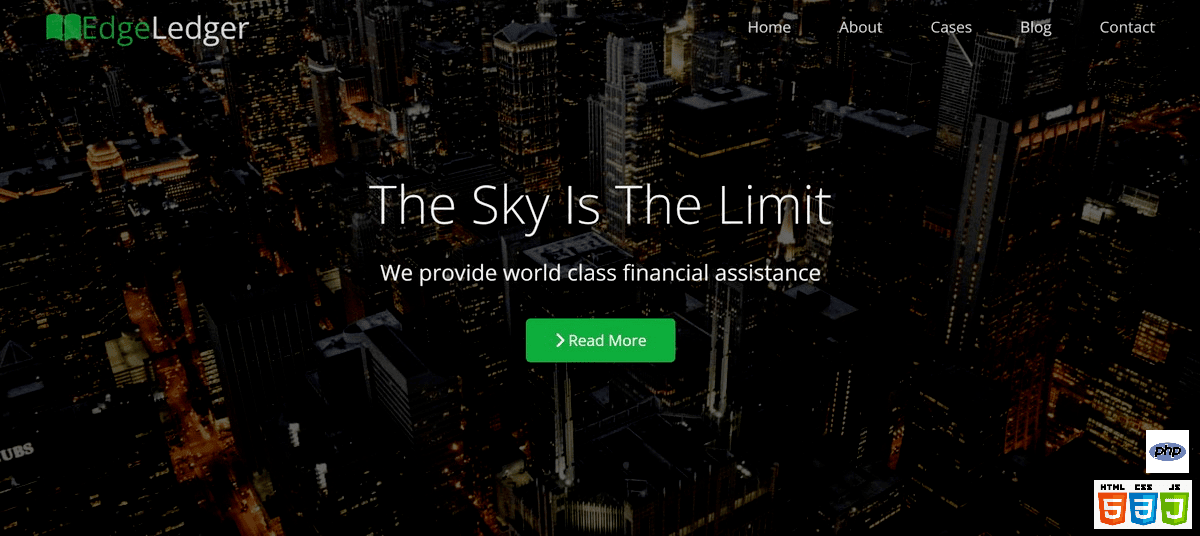 EdgeLedger
Home About Cases Blog Contact
The Sky Is The Limit
We provide world class financial assistance
Read More
UBS
php
HTML CSS JS
5 3 J